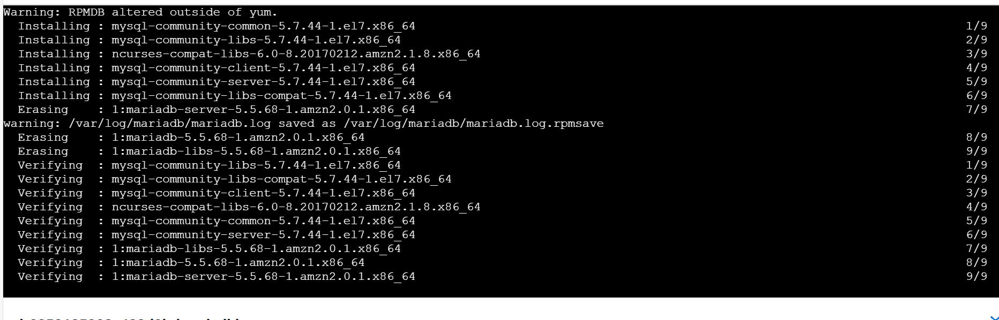 Warning: RPMDB altered outside of yum.
Installing : mysql-community-common-5.7.44-1.el7.x86_64 1/9
Installing : mysql-community-libs-5.7.44-1.el7.x86_64 2/9
Installing : ncurses-compat-libs-6.0-8.20170212.amzn2.1.8.x86_64 3/9
Installing : mysql-community-client-5.7.44-1.el7.x86_64 4/9
Installing : mysql-community-server-5.7.44-1.el7.x86_64 5/9
Installing : mysql-community-libs-compat-5.7.44-1.el7.x86_64 6/9
Erasing : 1:mariadb-server-5.5.68-1.amzn2.0.1.x86_64 7/9
warning: /var/log/mariadb/mariadb.log saved as /var/log/mariadb/mariadb.log.rpmsave
Erasing : 1:mariadb-5.5.68-1.amzn2.0.1.x86_64 8/9
Erasing : 1:mariadb-libs-5.5.68-1.amzn2.0.1.x86_64 9/9
Verifying : mysql-community-libs-5.7.44-1.el7.x86_64 1/9
Verifying : mysql-community-libs-compat-5.7.44-1.el7.x86_64 2/9
Verifying : mysql-community-client-5.7.44-1.el7.x86_64 3/9
Verifying : ncurses-compat-libs-6.0-8.20170212.amzn2.1.8.x86_64 4/9
Verifying : mysql-community-common-5.7.44-1.el7.x86_64 5/9
Verifying : mysql-community-server-5.7.44-1.el7.x86_64 6/9
Verifying : 1:mariadb-libs-5.5.68-1.amzn2.0.1.x86_64 7/9
Verifying : 1:mariadb-5.5.68-1.amzn2.0.1.x86_64 8/9
Verifying : 1:mariadb-server-5.5.68-1.amzn2.0.1.x86_64 9/9